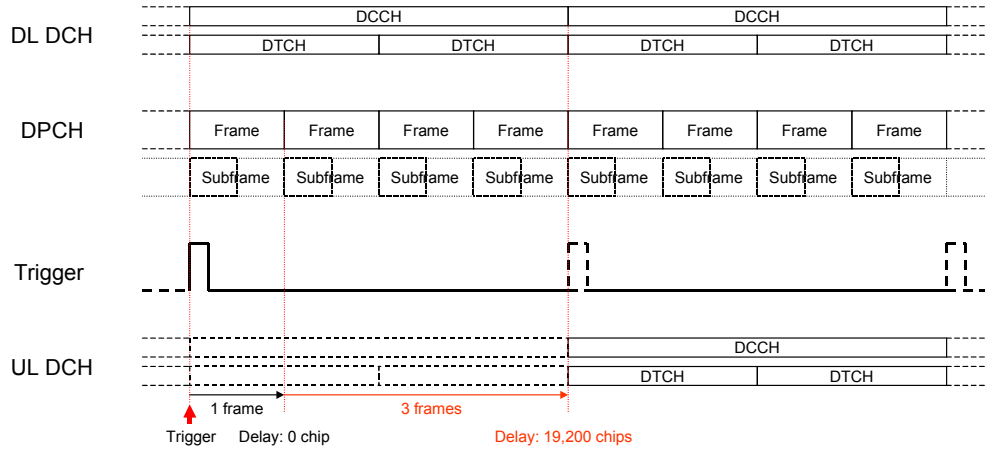 DL DCH
DCCH DCCH
DTCH DTCH DTCH DTCH
DPCH
Frame Frame Frame Frame Frame Frame Frame Frame
Subframe Subframe Subframe Subframe Subframe Subframe Subframe Subframe
Trigger
UL DCH
DCCH
DTCH DTCH
1 frame 3 frames
Trigger Delay: 0 chip Delay: 19,200 chips